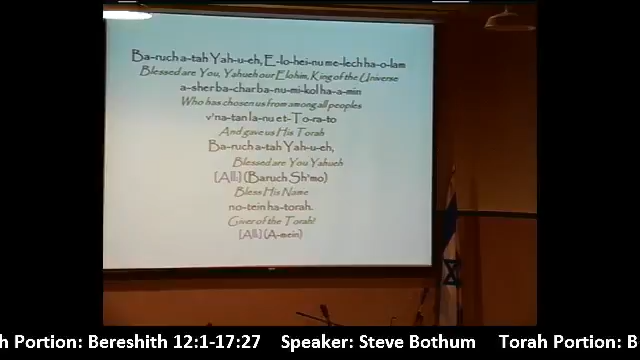 Ba-ruch a-tah Yah-u-eh, E-lo-hei-nu me-lech ha-o-lam
Blessed are You, Yahueh our Elohim, King of the Universe
a-sher ba-char ba-nu mi-kol ha-a-min
Who has chosen us from among all peoples
v'na-tan la-nu et-To-ra-to
And gave us His Torah
Ba-ruch a-tah Yah-u-eh,
Blessed are You Yahueh
[All:] (Baruch Sh'mo)
Bless His Name
no-tein ha-torah.
Giver of the Torah!
[All:] (A-mein)
h Portion: Bereshith 12:1-17:27 Speaker: Steve Bothum Torah Portion: B